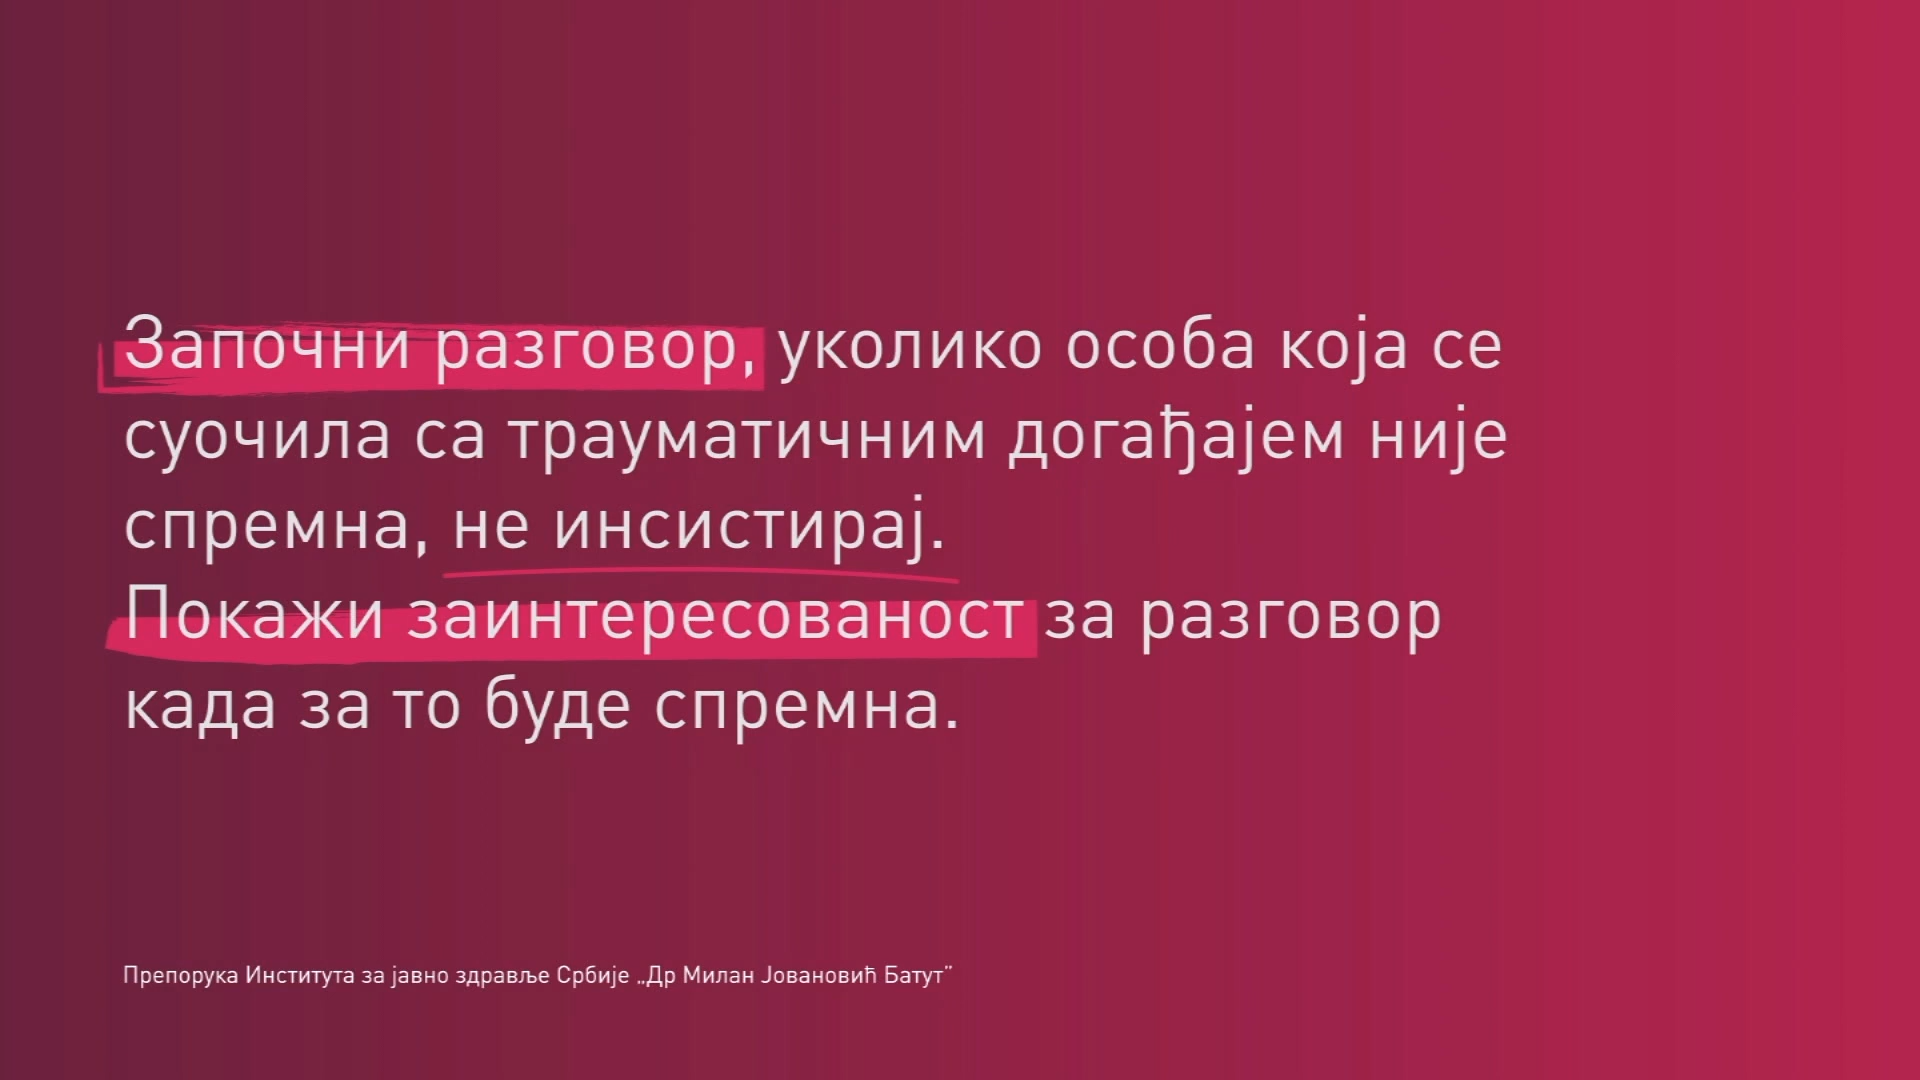 Започни разговор, уколико особа која се
суочила са трауматичним догађајем није
спремна, не инсистирај.
Покажи заинтересованост за разговор
када за то буде спремна.
Препорука Института за јавно здравље Србије „Др Милан Јовановић Батут”